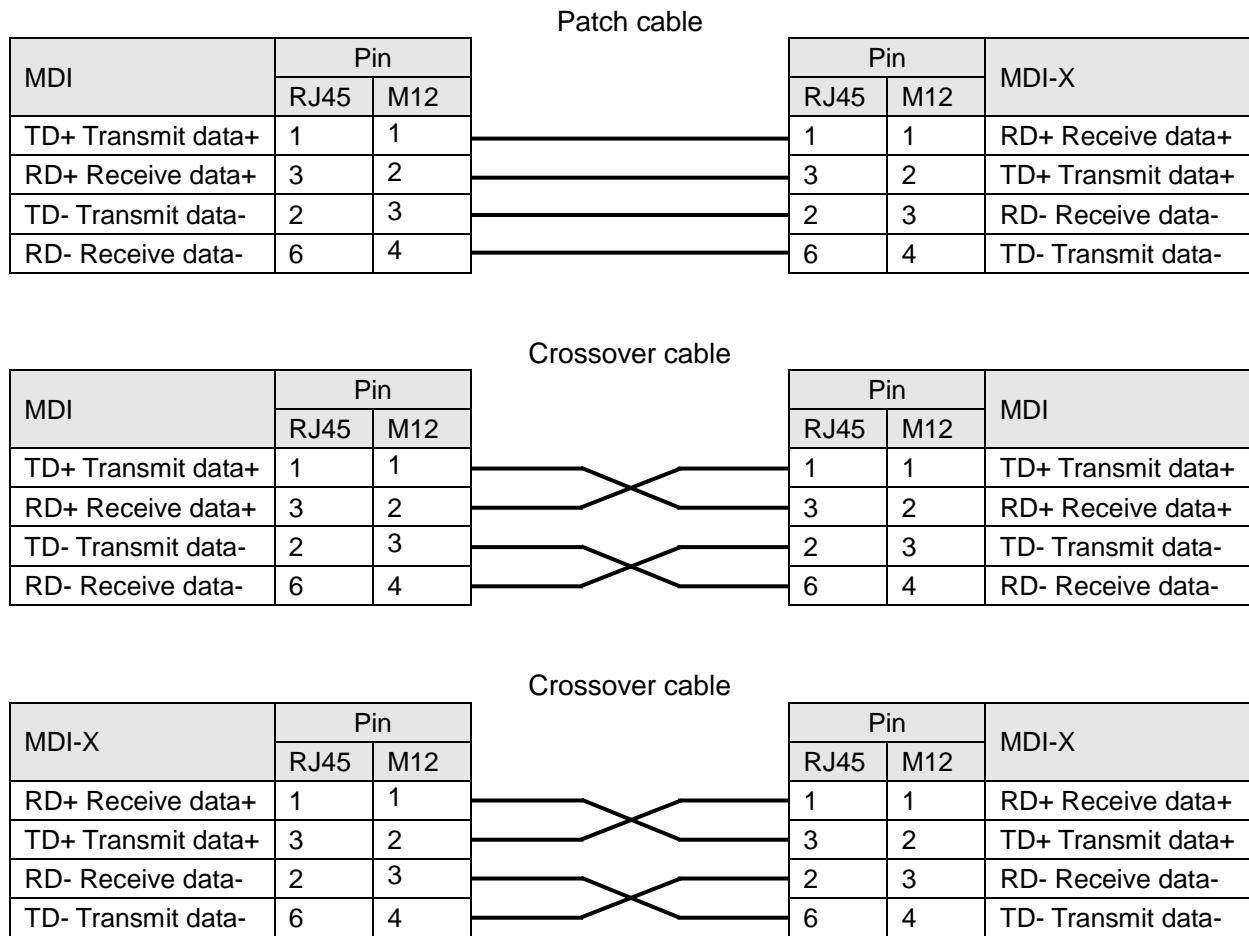 Patch cable
MDI Pin Pin MDI-X
RJ45 M12 RJ45 M12
TD+ Transmit data+ 1 1 1 1 RD+ Receive data+
RD+ Receive data+ 3 2 3 2 TD+ Transmit data+
TD- Transmit data- 2 3 2 3 RD- Receive data-
RD- Receive data- 6 4 6 4 TD- Transmit data-
Crossover cable
MDI Pin Pin MDI
RJ45 M12 RJ45 M12
TD+ Transmit data+ 1 1 1 1 TD+ Transmit data+
RD+ Receive data+ 3 2 3 2 RD+ Receive data+
TD- Transmit data- 2 3 2 3 TD- Transmit data-
RD- Receive data- 6 4 6 4 RD- Receive data-
Crossover cable
MDI-X Pin Pin MDI-X
RJ45 M12 RJ45 M12
RD+ Receive data+ 1 1 1 1 RD+ Receive data+
TD+ Transmit data+ 3 2 3 2 TD+ Transmit data+
RD- Receive data- 2 3 2 3 RD- Receive data-
TD- Transmit data- 6 4 6 4 TD- Transmit data-